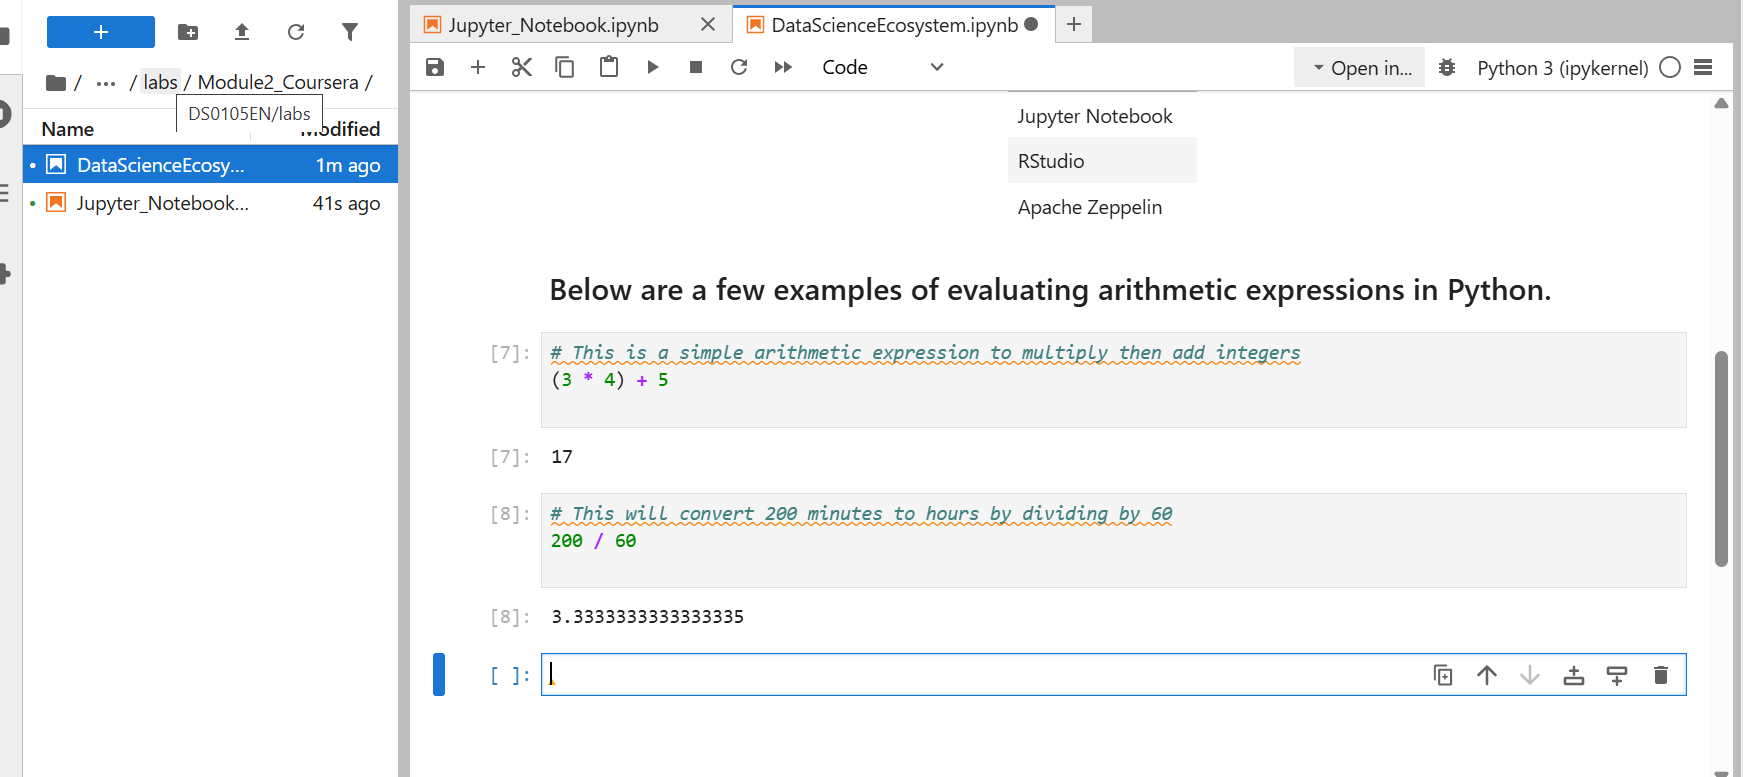 Jupyter_Notebook.ipynb
DataScienceEcosystem.ipynb
Code
Open in...
Python 3 (ipykernel)
/ ... / labs / Module2_Coursera /
DS0105EN/labs
Name
Modified
DataScienceEcosy... 1m ago
Jupyter_Notebook... 41s ago
Jupyter Notebook
RStudio
Apache Zeppelin
Below are a few examples of evaluating arithmetic expressions in Python.
[7]: # This is a simple arithmetic expression to multiply then add integers
(3 * 4) + 5
[7]: 17
[8]: # This will convert 200 minutes to hours by dividing by 60
200 / 60
[8]: 3.3333333333333335
[ ]: